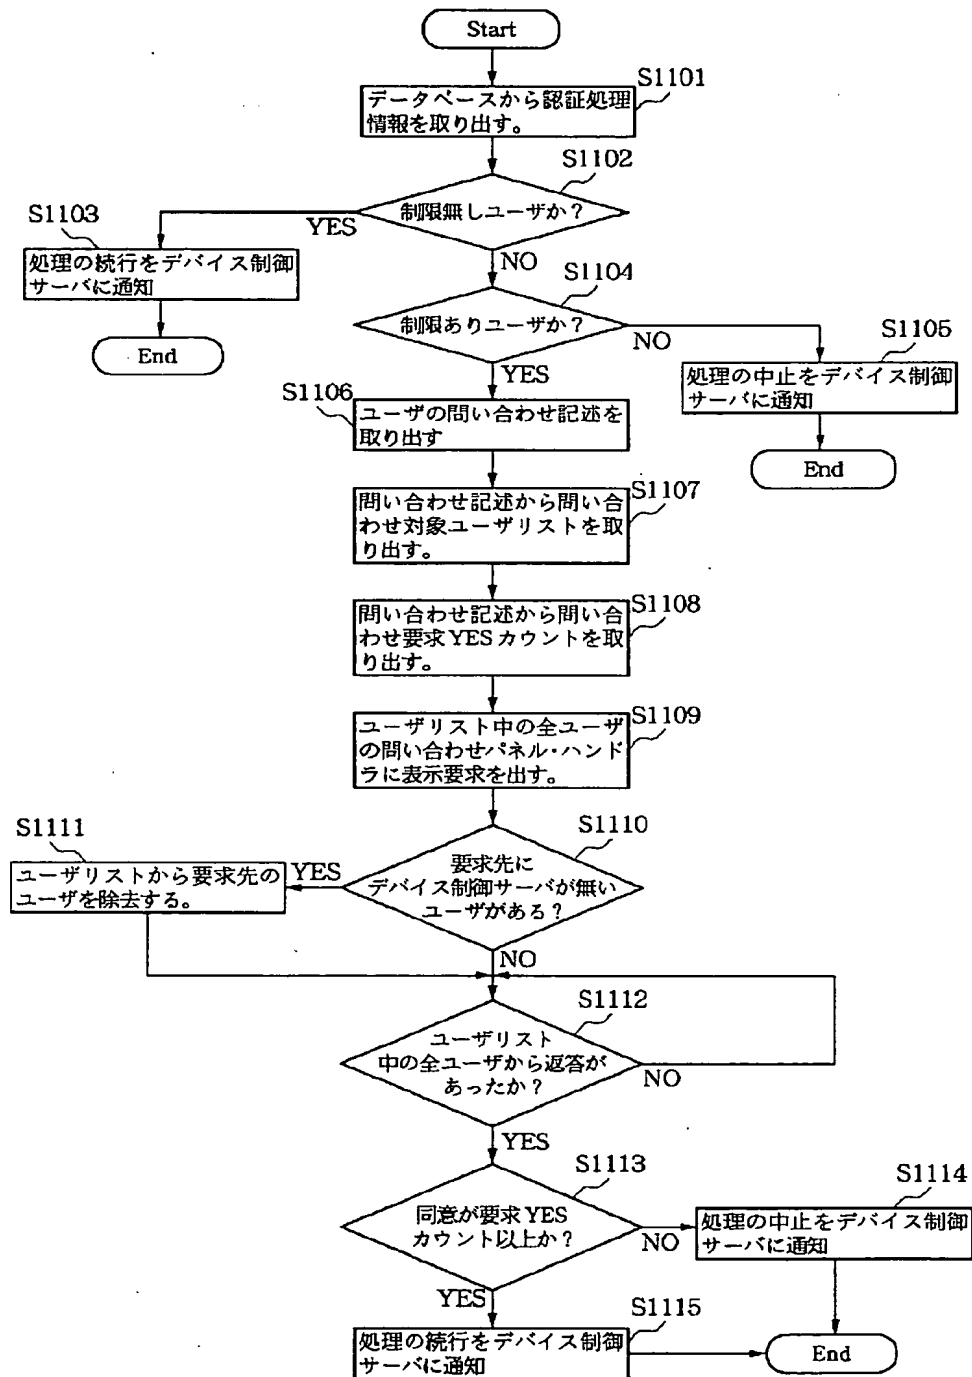 Start
S1101
データベースから認証処理
情報を取り出す。
S1102
制限無しユーザか？
YES
NO
S1103
処理の続行をデバイス制御
サーバに通知
End
S1104
制限ありユーザか？
NO
YES
S1105
処理の中止をデバイス制御
サーバに通知
End
S1106
ユーザの問い合わせ記述を
取り出す
S1107
問い合わせ記述から問い合
わせ対象ユーザリストを取
り出す。
S1108
問い合わせ記述から問い合
わせ要求YESカウントを取
り出す。
S1109
ユーザリスト中の全ユーザ
の問い合わせパネル・ハンド
ラに表示要求を出す。
S1110
要求先に
デバイス制御サーバが無い
ユーザがある？
YES
NO
S1111
ユーザリストから要求先の
ユーザを除去する。
S1112
ユーザリスト
中の全ユーザから返答が
あったか？
NO
YES
S1113
同意が要求YES
カウント以上か？
NO
YES
S1114
処理の中止をデバイス制御
サーバに通知
S1115
処理の続行をデバイス制御
サーバに通知
End